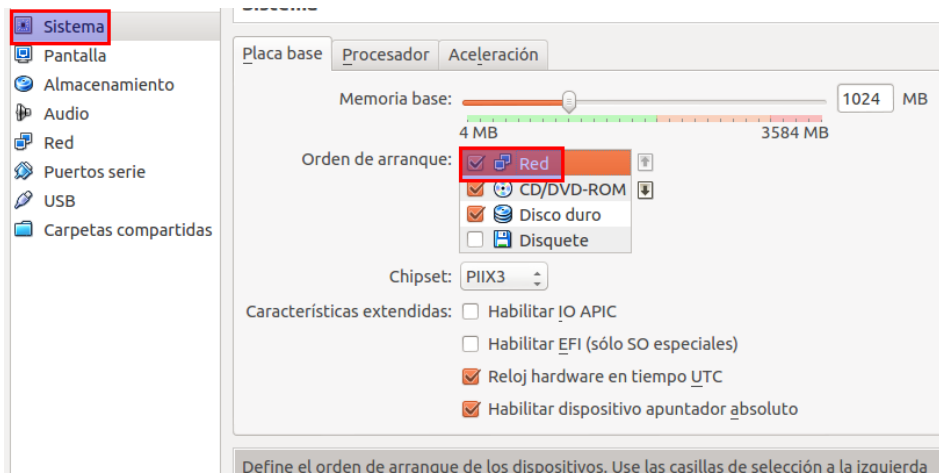 Sistema
Sistema
Pantalla
Almacenamiento
Audio
Red
Puertos serie
USB
Carpetas compartidas
Placa base Procesador Aceleración
Memoria base: 1024 MB
4 MB 3584 MB
Orden de arranque: Red
CD/DVD-ROM
Disco duro
Disquete
Chipset: PIIX3
Características extendidas: Habilitar IO APIC
Habilitar EFI (sólo SO especiales)
Reloj hardware en tiempo UTC
Habilitar dispositivo apuntador absoluto
Define el orden de arranque de los dispositivos. Use las casillas de selección a la izquierda